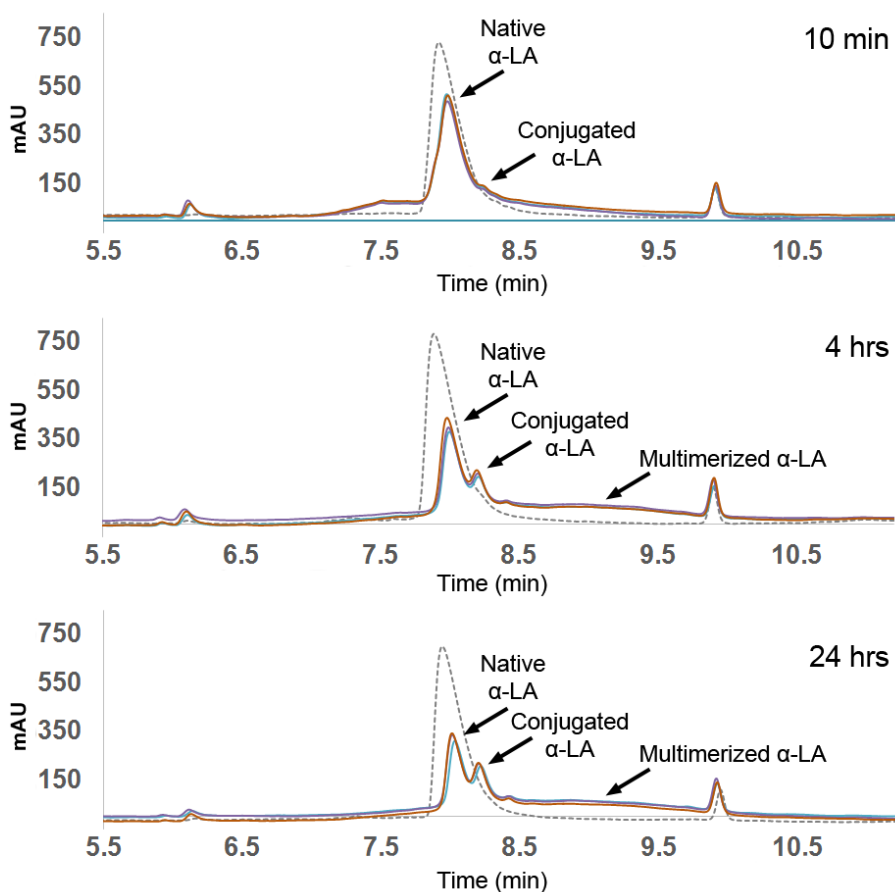 750
550
350
150
mAU
10 min
Native
α-LA
Conjugated
α-LA
5.5 6.5 7.5 8.5 9.5 10.5
Time (min)
750
550
350
150
mAU
4 hrs
Native
α-LA
Conjugated
α-LA
Multimerized α-LA
5.5 6.5 7.5 8.5 9.5 10.5
Time (min)
750
550
350
150
mAU
24 hrs
Native
α-LA
Conjugated
α-LA
Multimerized α-LA
5.5 6.5 7.5 8.5 9.5 10.5
Time (min)